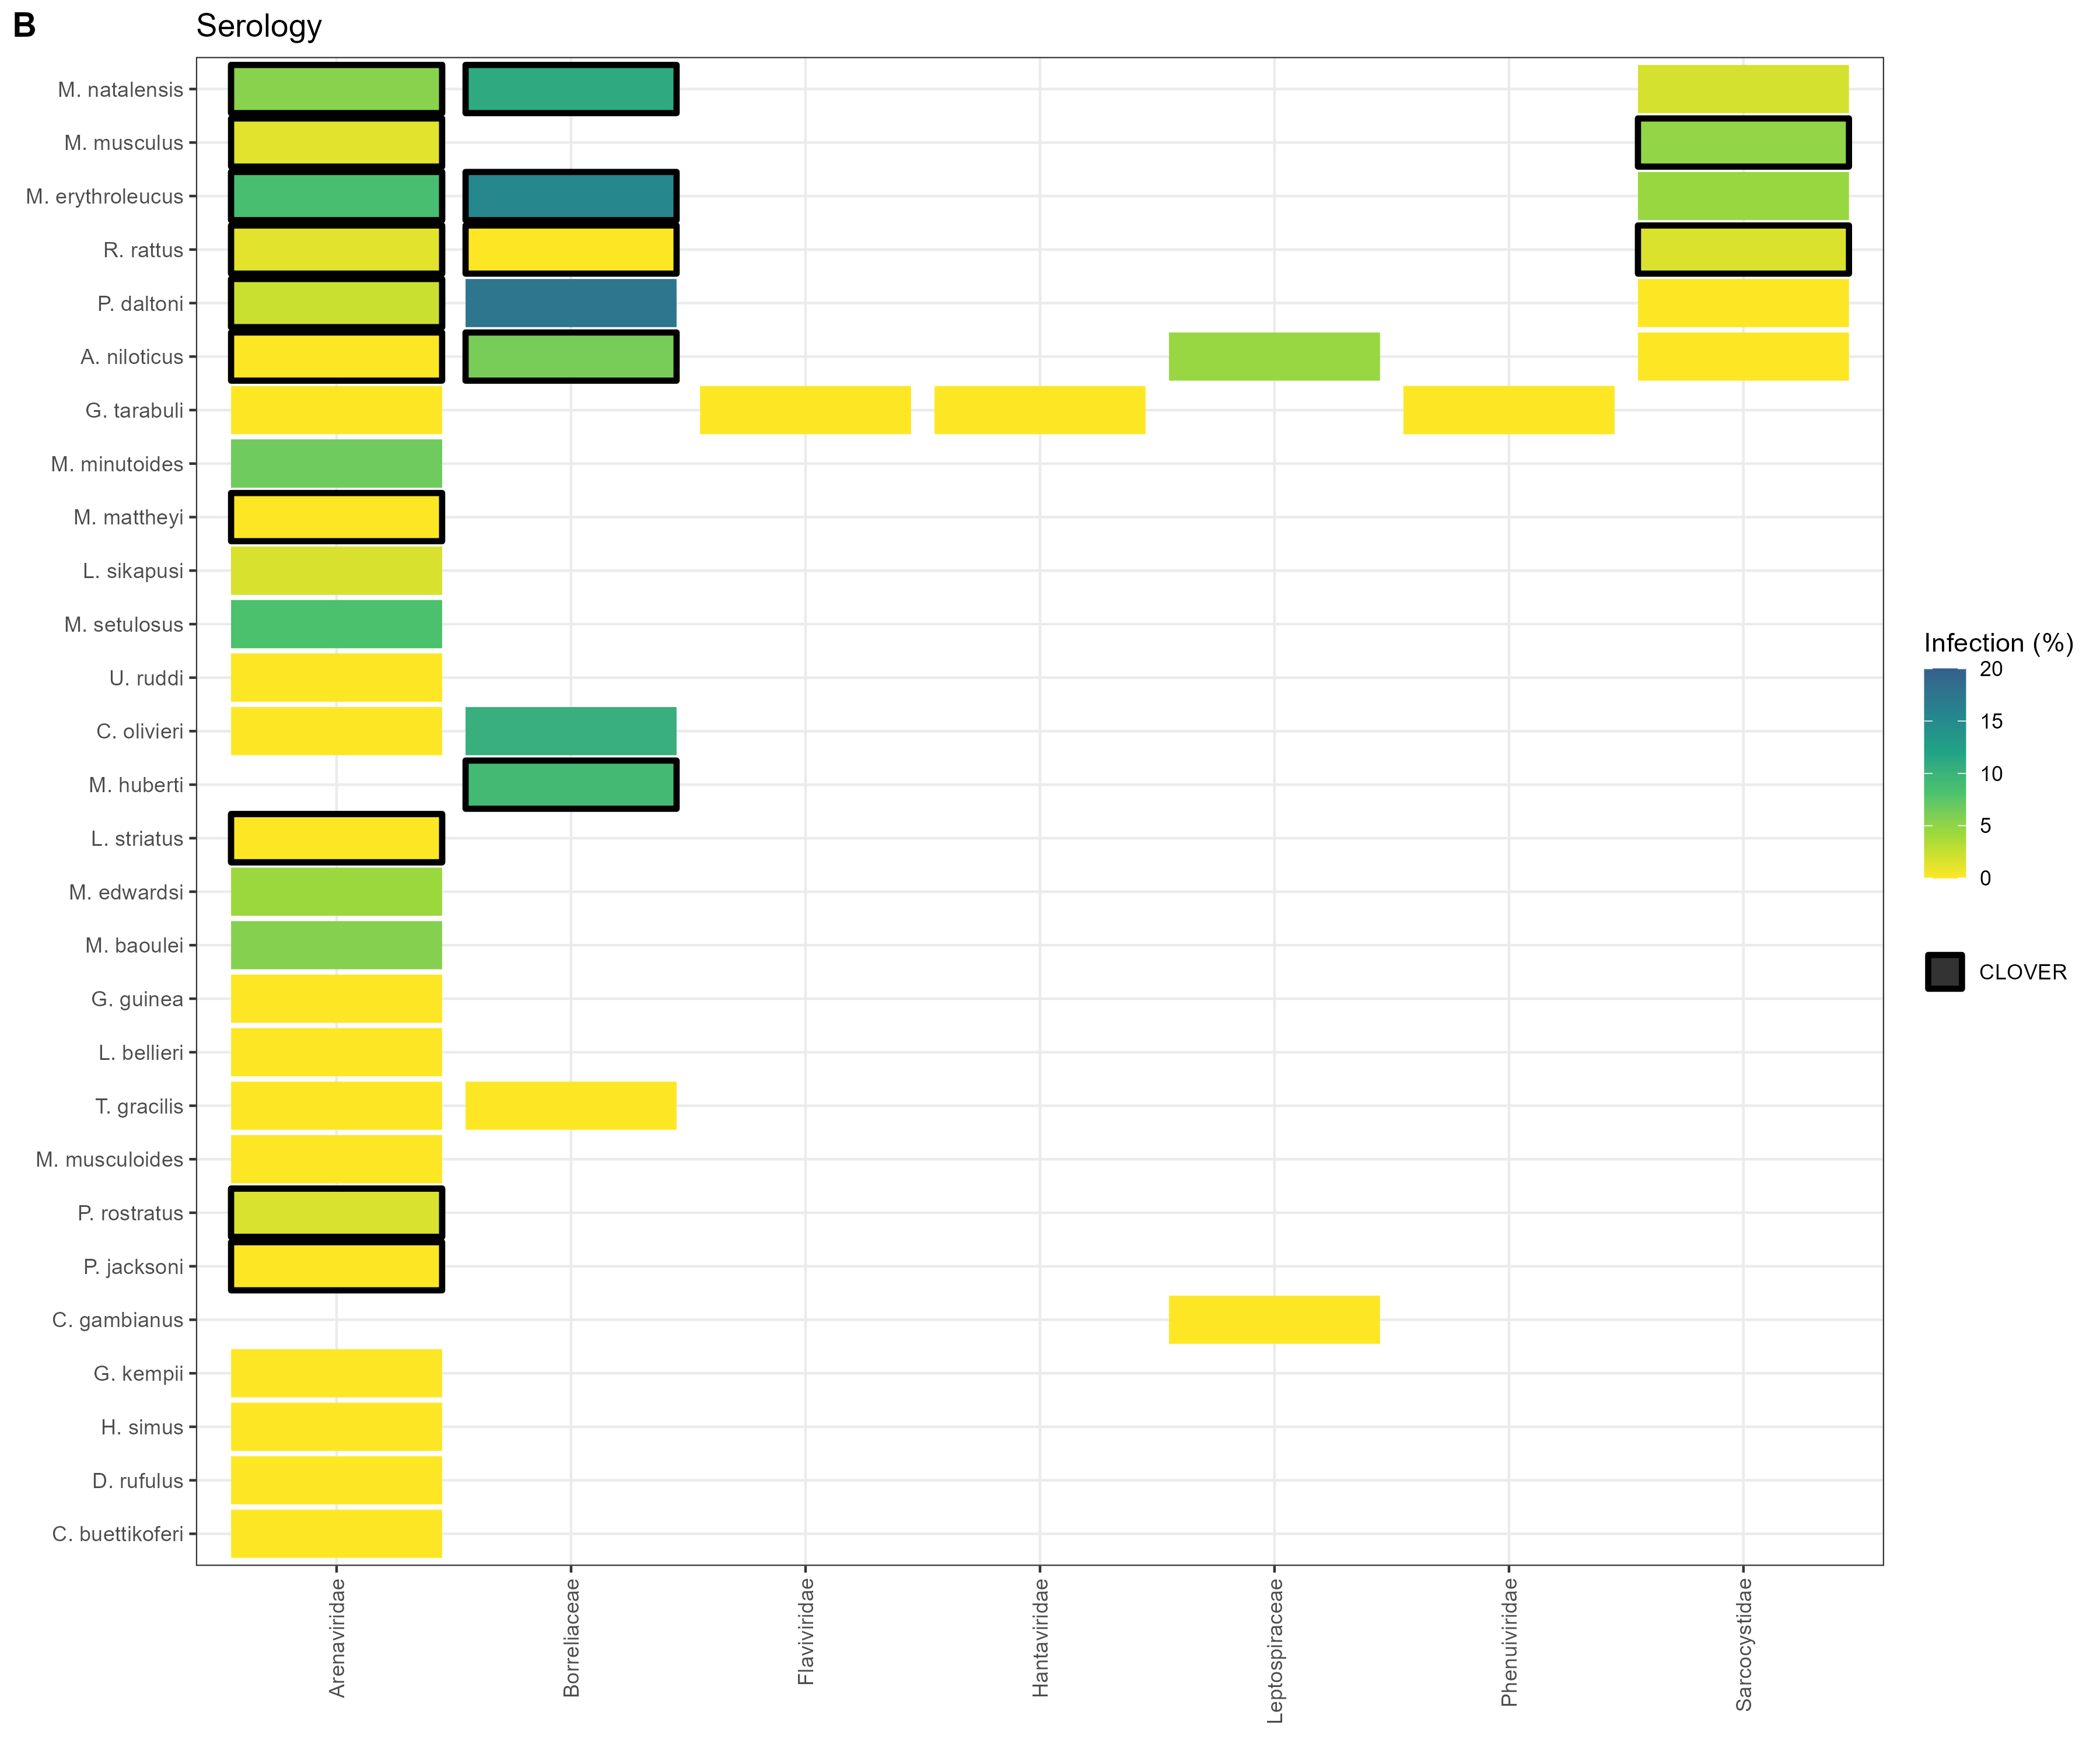 B
Serology
M. natalensis
M. musculus
M. erythroleucus
R. rattus
P. daltoni
A. niloticus
G. tarabuli
M. minutoides
M. mattheyi
L. sikapusi
M. setulosus
U. ruddi
C. olivieri
M. huberti
L. striatus
M. edwardsi
M. baoulei
G. guinea
L. bellieri
T. gracilis
M. musculoides
P. rostratus
P. jacksoni
C. gambianus
G. kempii
H. simus
D. rufulus
C. buettikoferi
Arenaviridae
Borreliaceae
Flaviviridae
Hantaviridae
Leptospiraceae
Phenuiviridae
Sarcocystidae
Infection (%)
20
15
10
5
0
CLOVER